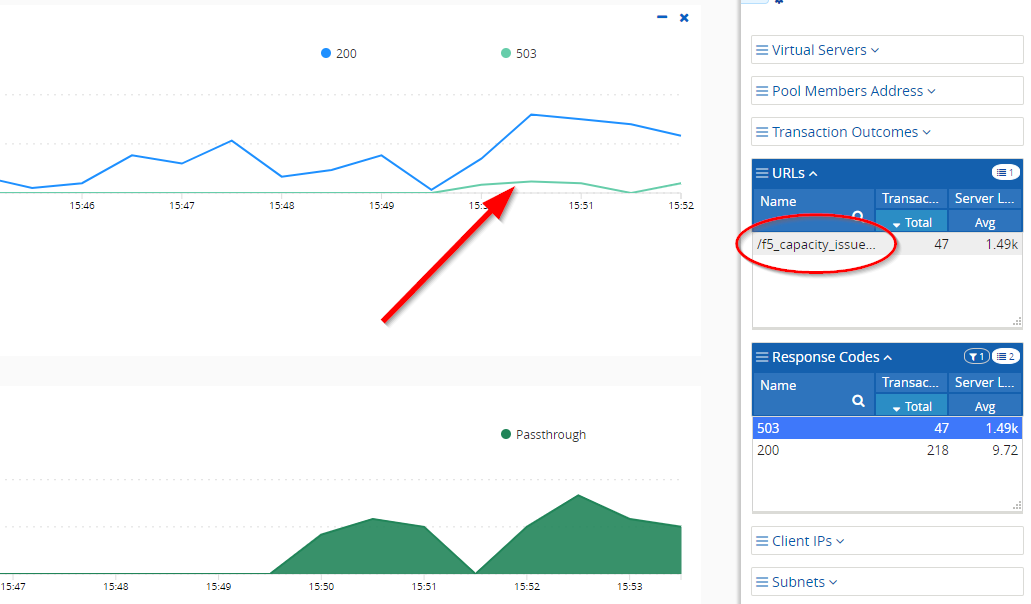 200
503
15:46
15:47
15:48
15:49
15:51
15:52
Passthrough
15:47
15:48
15:49
15:50
15:51
15:52
15:53
Virtual Servers
Pool Members Address
Transaction Outcomes
URLs 1
Name Transac... Server L...
Total Avg
/f5_capacity_issue... 47 1.49k
Response Codes 1 2
Name Transac... Server L...
Total Avg
503 47 1.49k
200 218 9.72
Client IPs
Subnets